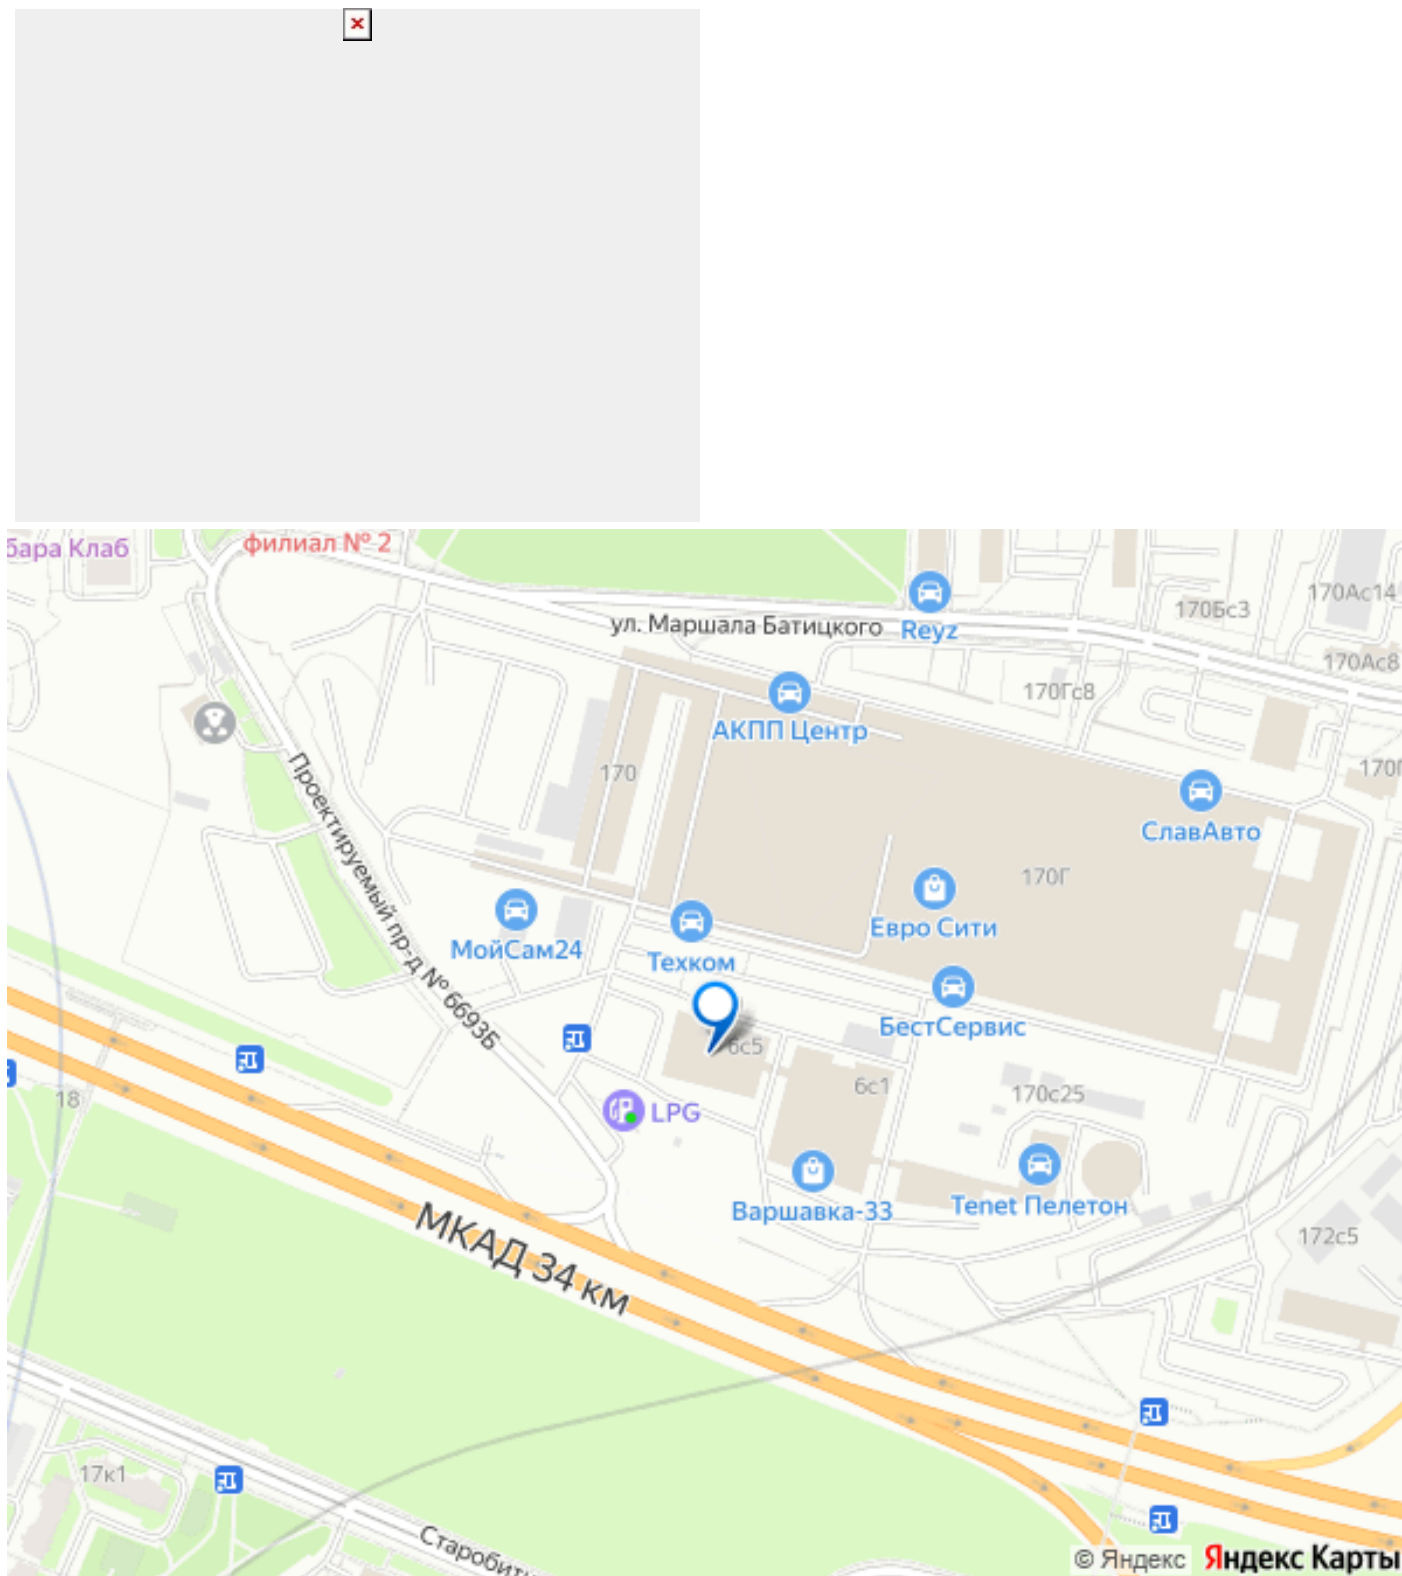 бара Клаб
филиал № 2
170Ас14
170Бс3
ул. Маршала Батицкого
Reyz
170Ас8
170Гс8
АКПП Центр
170
Проектируемый пр-д № 6693Б
СлавАвто
170Г
Евро Сити
МойСам24
Техком
БестСервис
6с5
6с1
170с25
18
LPG
Варшавка-33
Tenet Пелетон
172с5
МКАД 34 км
17к1
© Яндекс
Яндекс Карты